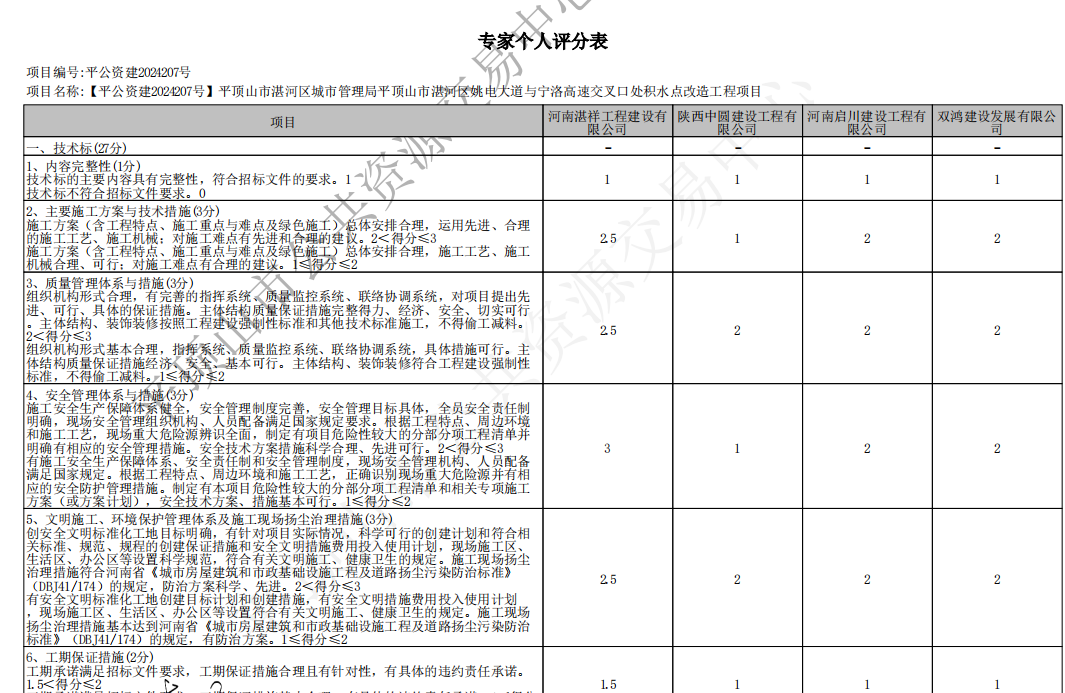 专家个人评分表
项目编号:平公资建2024207号
项目名称:【平公资建2024207号】平顶山市湛河区城市管理局平顶山市湛河区姚电大道与宁洛高速交叉口处积水点改造工程项目
项目
河南湛祥工程建设有
限公司
陕西中圆建设工程有
限公司
河南启川建设工程有
限公司
双鸿建设发展有限公
司
一、技术标(27分)
-
-
-
-
1、内容完整性(1分)
技术标的主要内容具有完整性，符合招标文件的要求。1
技术标不符合招标文件要求。0
1
1
1
1
2、主要施工方案与技术措施(3分)
施工方案（含工程特点、施工重点与难点及绿色施工）总体安排合理，运用先进、合理
的施工工艺、施工机械；对施工难点有先进和合理的建议。2<得分≤3
施工方案（含工程特点、施工重点与难点及绿色施工）总体安排合理，施工工艺、施工
机械合理、可行；对施工难点有合理的建议。1≤得分≤2
2.5
1
2
2
3、质量管理体系与措施(3分)
组织机构形式合理，有完善的指挥系统、质量监控系统、联络协调系统，对项目提出先
进、可行、具体的保证措施。主体结构质量保证措施完整得力、经济、安全、切实可行
。主体结构、装饰装修按照工程建设强制性标准和其他技术标准施工，不得偷工减料。
2<得分≤3
组织机构形式基本合理，指挥系统、质量监控系统、联络协调系统，具体措施可行。主
体结构质量保证措施经济、安全、基本可行。主体结构、装饰装修符合工程建设强制性
标准，不得偷工减料。1≤得分≤2
2.5
2
2
2
4、安全管理体系与措施(3分)
施工安全生产保障体系健全，安全管理制度完善，安全管理目标具体，全员安全责任制
明确，现场安全管理组织机构、人员配备满足国家规定要求。根据工程特点、周边环境
和施工工艺，现场重大危险源辨识全面，制定有项目危险性较大的分部分项工程清单并
明确有相应的安全管理措施。安全技术方案措施科学合理、先进可行。2<得分≤3
有施工安全生产保障体系、安全责任制和安全管理制度，现场安全管理机构、人员配备
满足国家规定。根据工程特点、周边环境和施工工艺，正确识别现场重大危险源并有相
应的安全防护管理措施。制定有本项目危险性较大的分部分项工程清单和相关专项施工
方案（或方案计划），安全技术方案、措施基本可行。1≤得分≤2
3
1
2
2
5、文明施工、环境保护管理体系及施工现场扬尘治理措施(3分)
创安全文明标准化工地目标明确，有针对项目实际情况，科学可行的创建计划和符合相
关标准、规范、规程的创建保证措施和安全文明措施费用投入使用计划，现场施工区、
生活区、办公区等设置科学规范，符合有关文明施工、健康卫生的规定。施工现场扬尘
治理措施符合河南省《城市房屋建筑和市政基础设施工程及道路扬尘污染防治标准》
（DBJ41/174）的规定，防治方案科学、先进。2<得分≤3
有安全文明标准化工地创建目标计划和创建措施，有安全文明措施费用投入使用计划
，现场施工区、生活区、办公区等设置符合有关文明施工、健康卫生的规定。施工现场
扬尘治理措施基本达到河南省《城市房屋建筑和市政基础设施工程及道路扬尘污染防治
标准》（DBJ41/174）的规定，有防治方案。1≤得分≤2
2.5
2
2
2
6、工期保证措施(2分)
工期承诺满足招标文件要求，工期保证措施合理且有针对性，有具体的违约责任承诺。
1.5<得分≤2
1.5
1
1
1
平顶山市公共资源交易中心
共资源交易中心